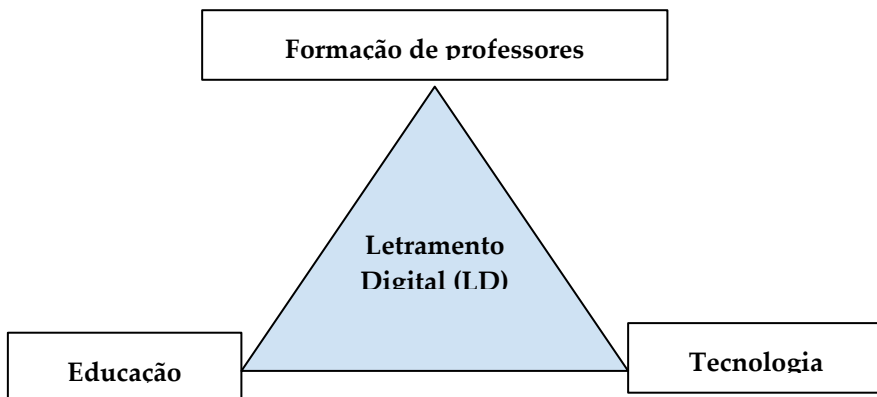 Formação de professores
Letramento
Digital (LD)
Educação
Tecnologia